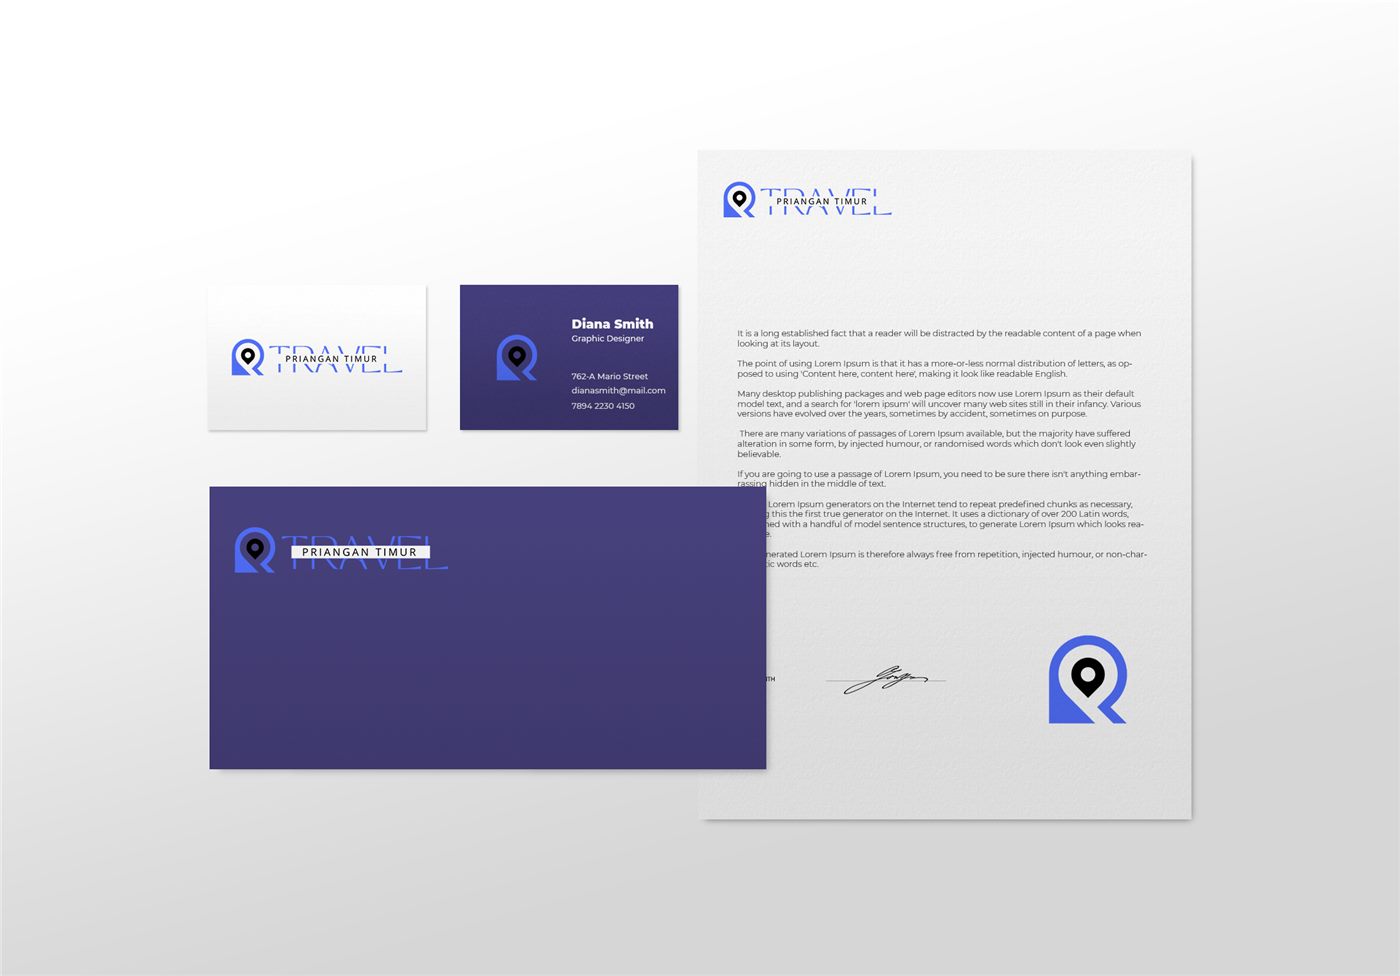 TRAVEL
PRIANGAN TIMUR
TRAVEL
PRIANGAN TIMUR
Diana Smith
Graphic Designer
762-A Mario Street
dianasmith@mail.com
7894 2230 4150
TRAVEL
PRIANGAN TIMUR
It is a long established fact that a reader will be distracted by the readable content of a page when
looking at its layout.
The point of using Lorem Ipsum is that it has a more-or-less normal distribution of letters, as op-
posed to using 'Content here, content here', making it look like readable English.
Many desktop publishing packages and web page editors now use Lorem Ipsum as their default
model text, and a search for 'lorem ipsum' will uncover many web sites still in their infancy. Various
versions have evolved over the years, sometimes by accident, sometimes on purpose.
There are many variations of passages of Lorem Ipsum available, but the majority have suffered
alteration in some form, by injected humour, or randomised words which don't look even slightly
believable.
If you are going to use a passage of Lorem Ipsum, you need to be sure there isn't anything embar-
rassing hidden in the middle of text.
Lorem Ipsum generators on the Internet tend to repeat predefined chunks as necessary,
this the first true generator on the Internet. It uses a dictionary of over 200 Latin words,
with a handful of model sentence structures, to generate Lorem Ipsum which looks rea-
Lorem Ipsum is therefore always free from repetition, injected humour, or non-char-
words etc.